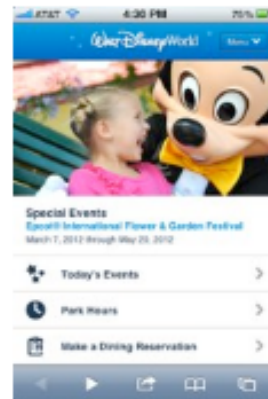 AT&T 4:38 PM 75%
Walt Disney World Menu
Special Events
Epcot® International Flower & Garden Festival
March 7, 2012 through May 20, 2012
Today's Events
Park Hours
Make a Dining Reservation